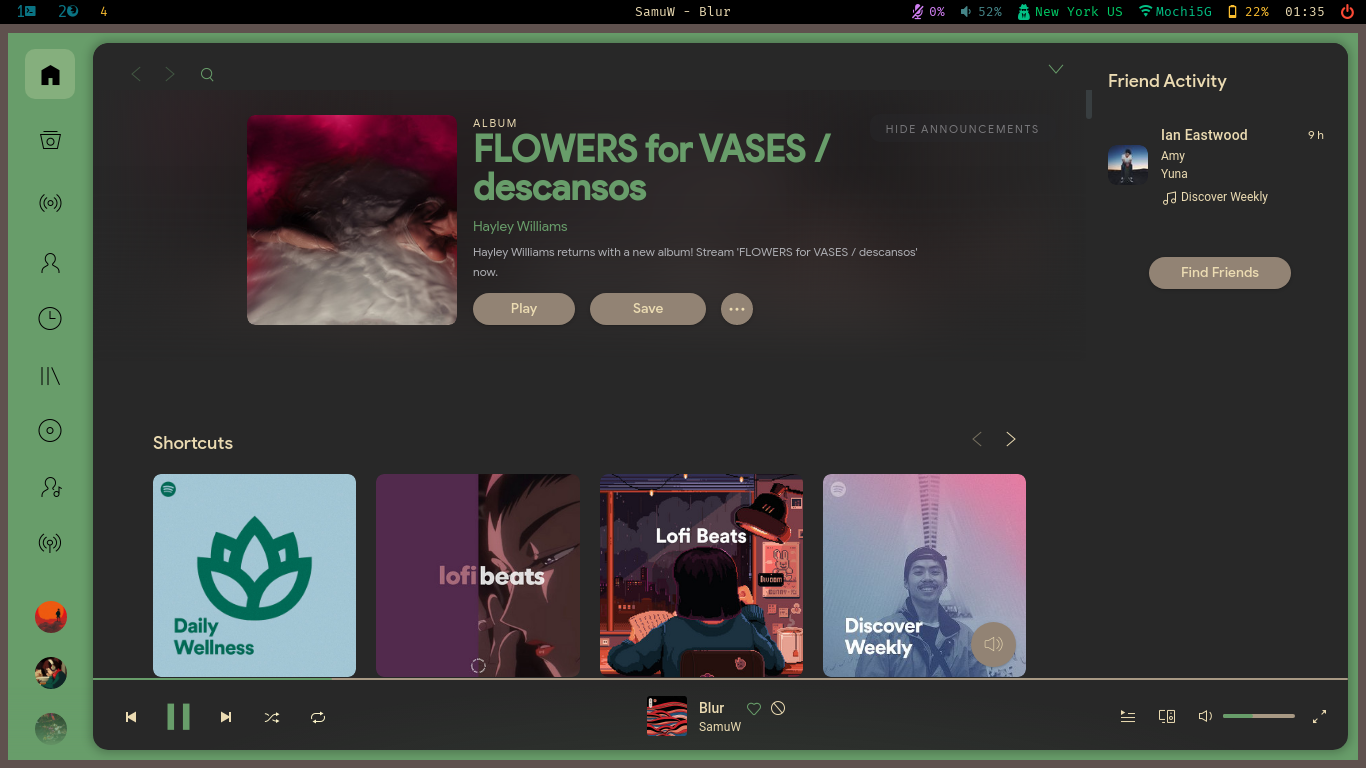 1
2
4
SamuW - Blur
0%
52%
New York US
Mochi5G
22%
01:35
Friend Activity
HIDE ANNOUNCEMENTS
ALBUM
FLOWERS for VASES /
descansos
Hayley Williams
Hayley Williams returns with a new album! Stream 'FLOWERS for VASES / descansos'
now.
Play
Save
Ian Eastwood
9 h
Amy
Yuna
Discover Weekly
Find Friends
Shortcuts
Daily
Wellness
lofi beats
Lofi Beats
Discover
Weekly
Blur
SamuW